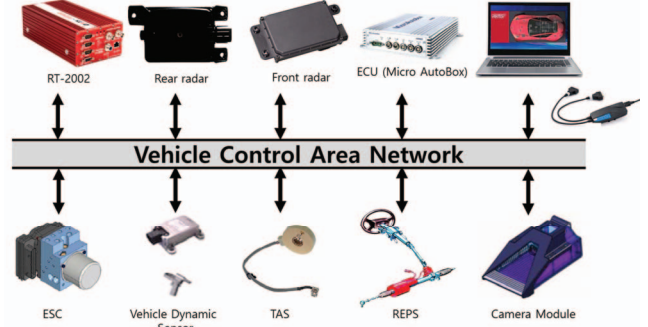 RT-2002
Rear radar
Front radar
ECU (Micro AutoBox)
Vehicle Control Area Network
ESC
Vehicle Dynamic
Sensor
TAS
REPS
Camera Module